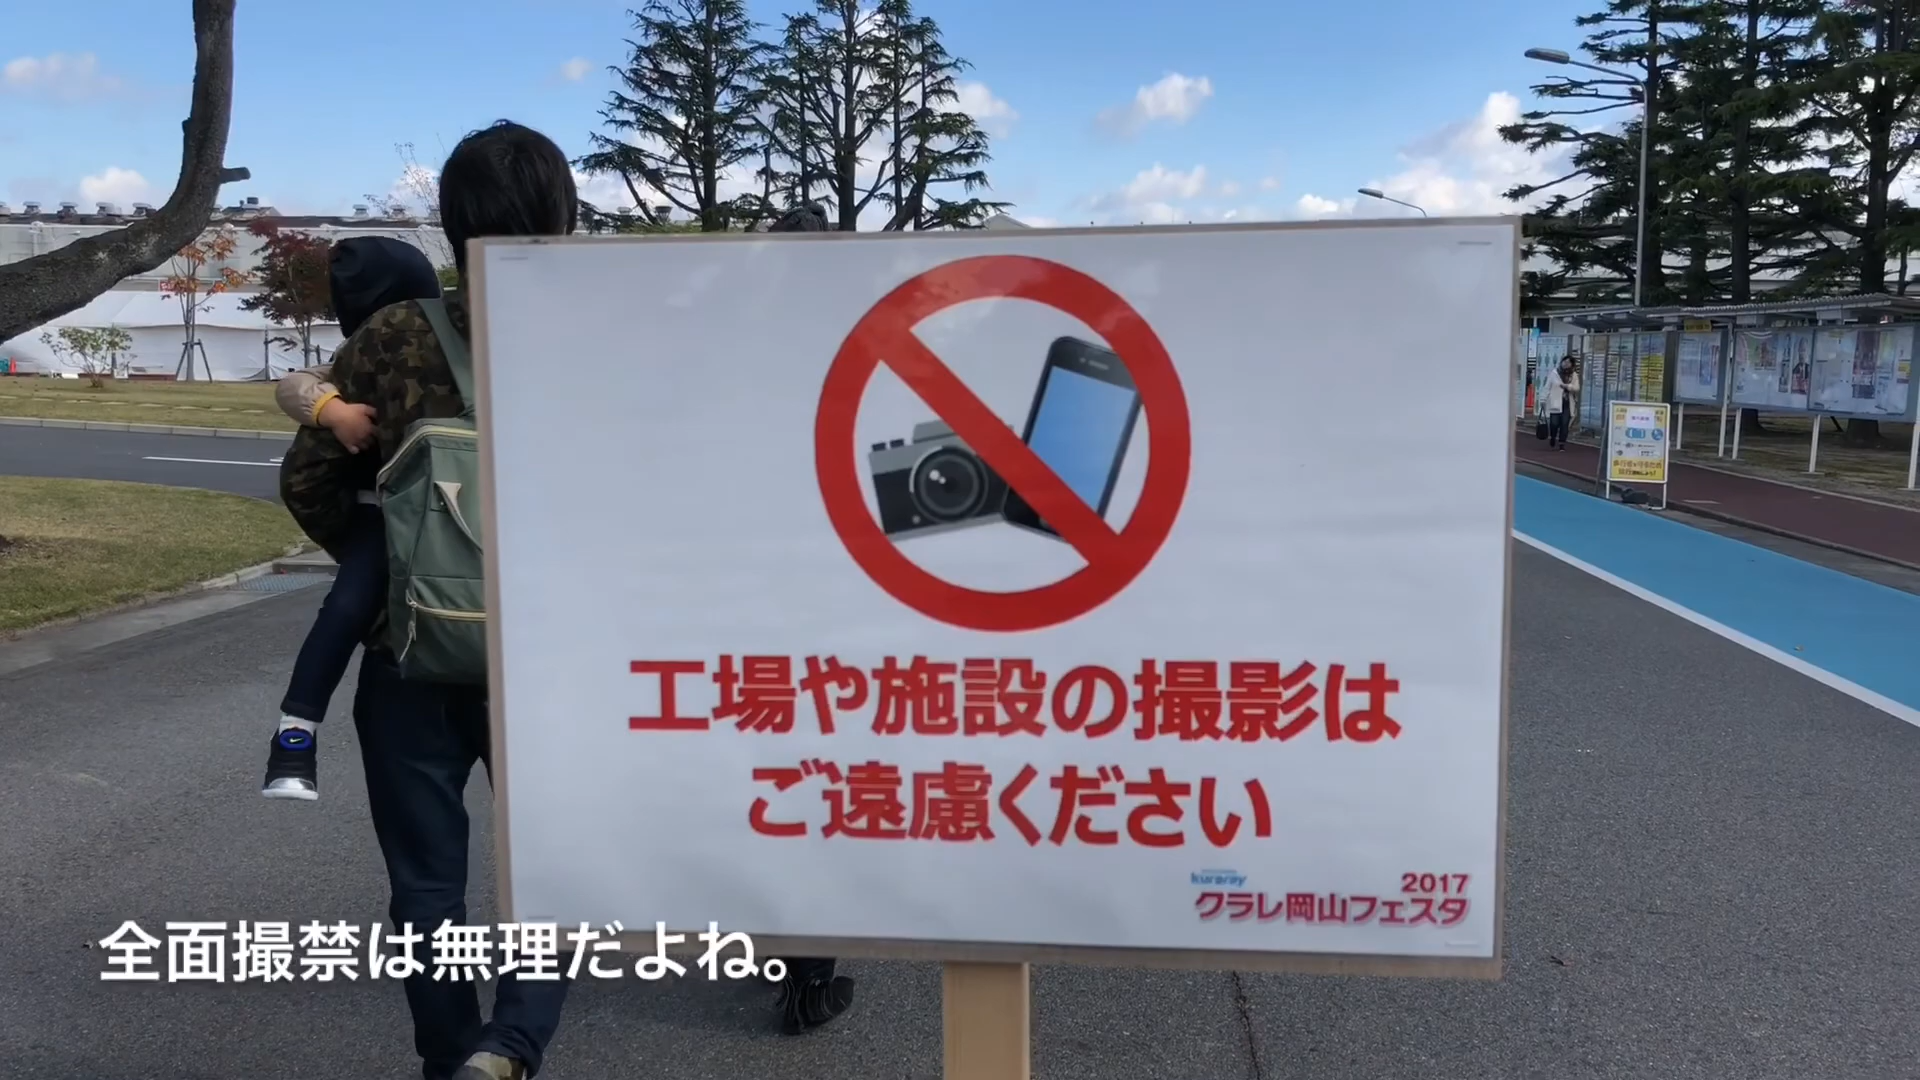 工場や施設の撮影は
ご遠慮ください
kuraray
2017
クラレ岡山フェスタ
全面撮禁は無理だよね。